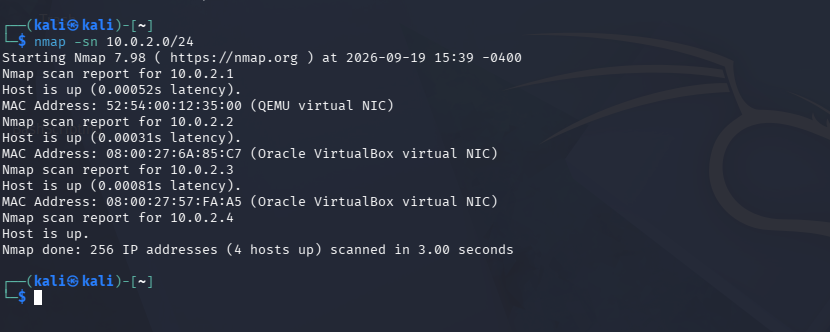 ┌──(kali㉿kali)-[~]
└─$ nmap -sn 10.0.2.0/24
Starting Nmap 7.98 ( https://nmap.org ) at 2026-09-19 15:39 -0400
Nmap scan report for 10.0.2.1
Host is up (0.00052s latency).
MAC Address: 52:54:00:12:35:00 (QEMU virtual NIC)
Nmap scan report for 10.0.2.2
Host is up (0.00031s latency).
MAC Address: 08:00:27:6A:85:C7 (Oracle VirtualBox virtual NIC)
Nmap scan report for 10.0.2.3
Host is up (0.00081s latency).
MAC Address: 08:00:27:57:FA:A5 (Oracle VirtualBox virtual NIC)
Nmap scan report for 10.0.2.4
Host is up.
Nmap done: 256 IP addresses (4 hosts up) scanned in 3.00 seconds
┌──(kali㉿kali)-[~]
└─$